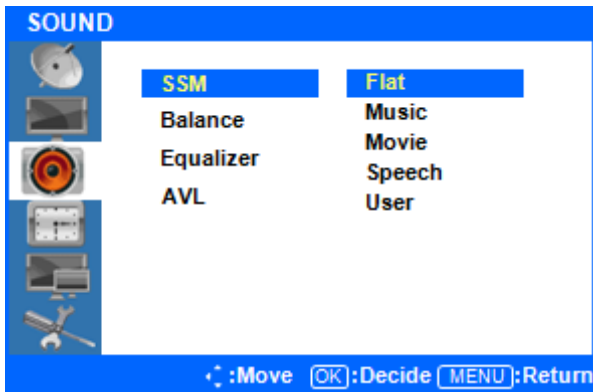 SOUND
SSM Flat
Balance Music
Equalizer Movie
AVL Speech
User
:Move OK:Decide MENU:Return